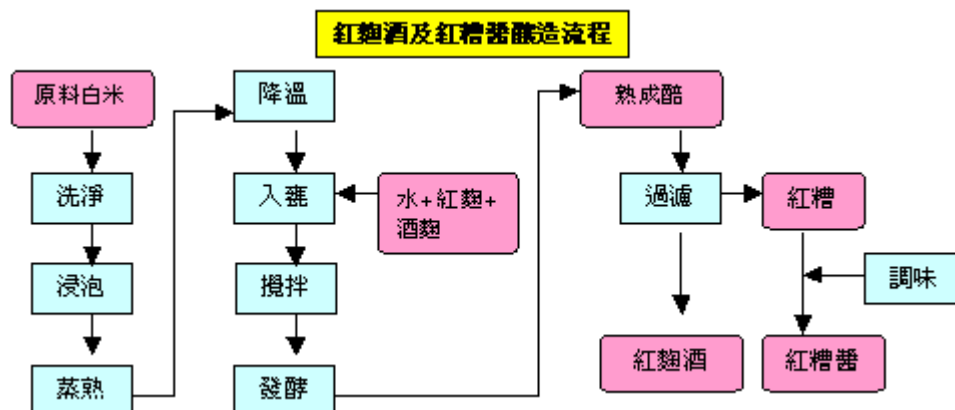 紅麴酒及紅糟醬釀造流程
原料白米
洗淨
浸泡
蒸熟
降溫
入甕
水+紅麴+
酒麴
攪拌
發酵
熟成醅
過濾
紅糟
調味
紅麴酒
紅糟醬